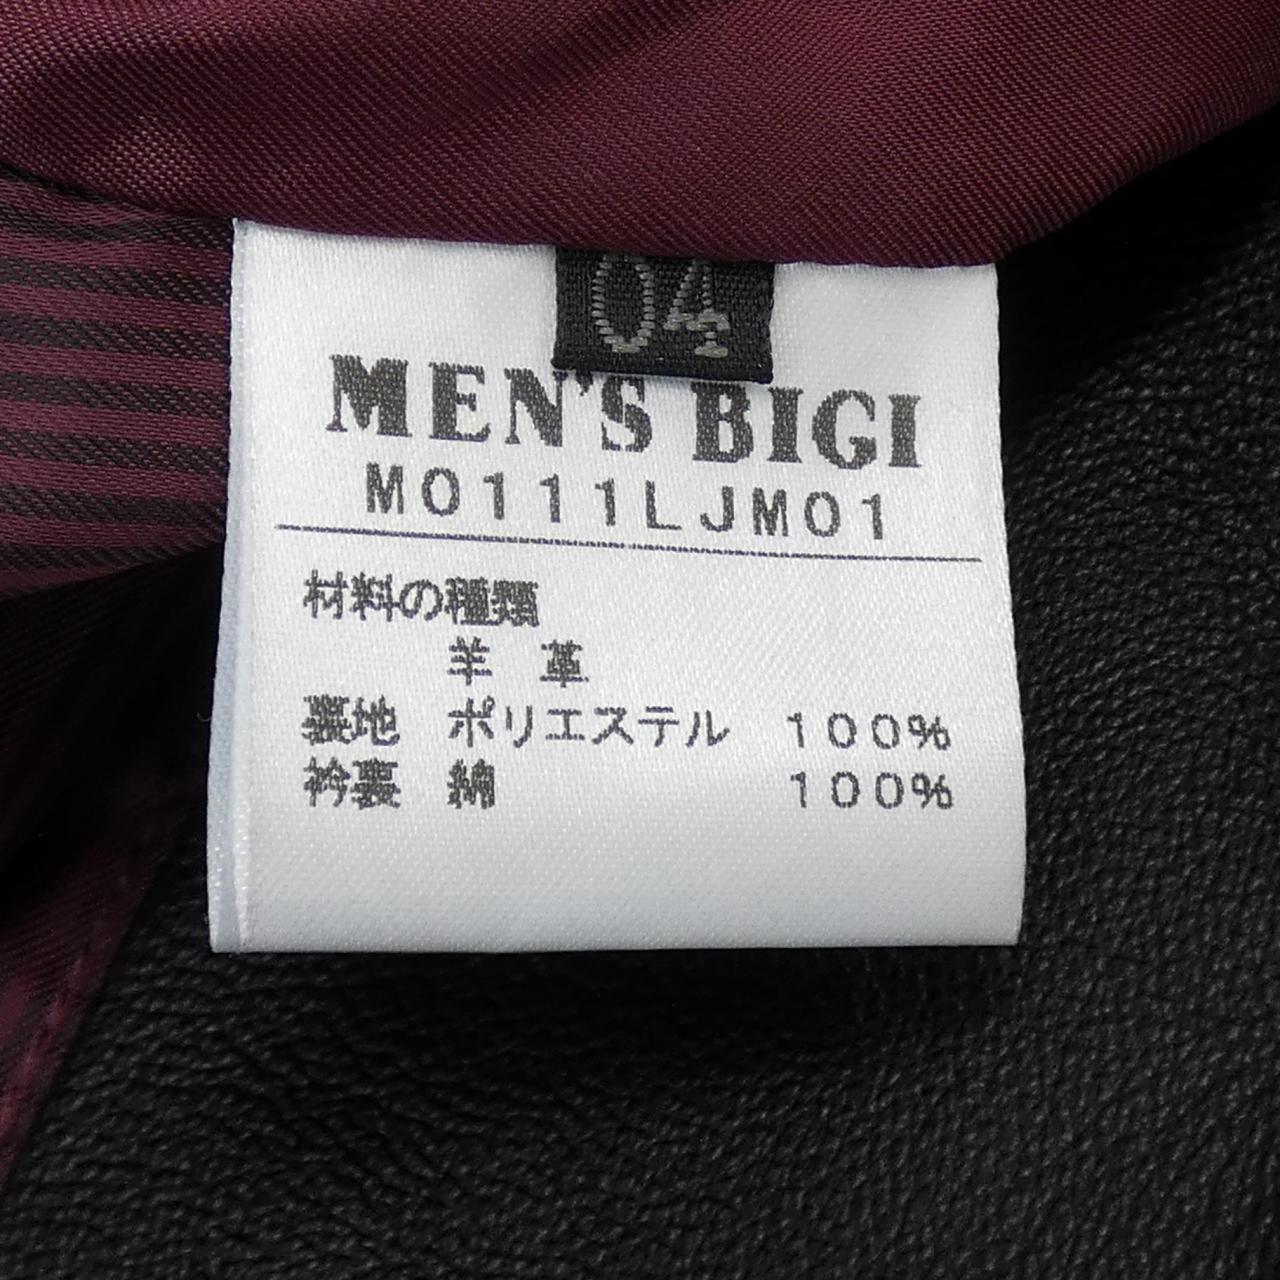 04
MEN'S BIGI
M0111LJM01
材料の種類
羊 革
裏地 ポリエステル 100%
衿裏 綿 100%